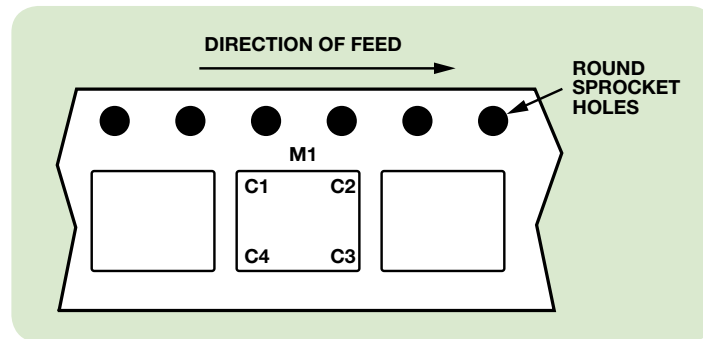 DIRECTION OF FEED
ROUND
SPROCKET
HOLES
M1
C1 C2
C4 C3